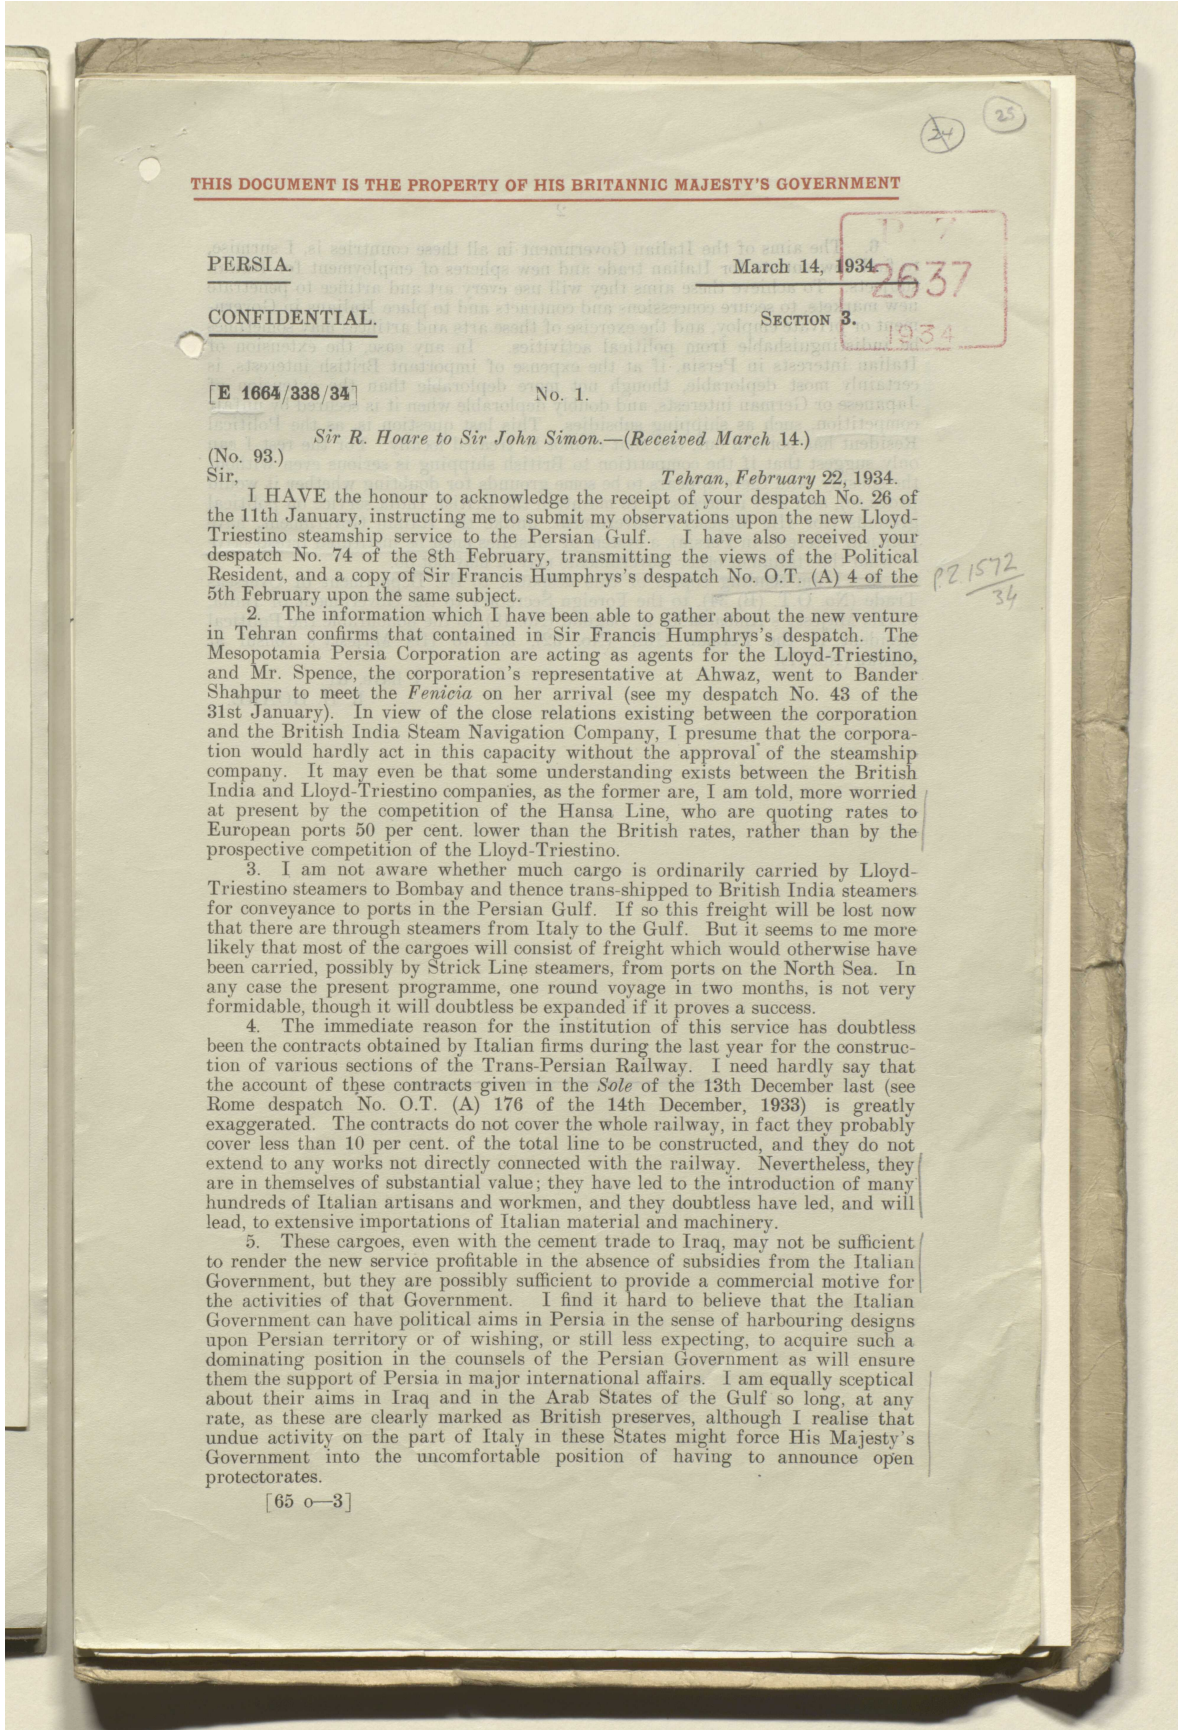 24
25
THIS DOCUMENT IS THE PROPERTY OF HIS BRITANNIC MAJESTY'S GOVERNMENT
P. Z.
PERSIA.
March 14, 1934.
2637
CONFIDENTIAL.
SECTION 3.
1934
[E 1664/338/34]
No. 1.
Sir R. Hoare to Sir John Simon.—(Received March 14.)
(No. 93.)
Sir,
Tehran, February 22, 1934.
I HAVE the honour to acknowledge the receipt of your despatch No. 26 of
the 11th January, instructing me to submit my observations upon the new Lloyd-
Triestino steamship service to the Persian Gulf. I have also received your
despatch No. 74 of the 8th February, transmitting the views of the Political
Resident, and a copy of Sir Francis Humphrys's despatch No. O.T. (A) 4 of the
5th February upon the same subject.
PZ 1572
34
2. The information which I have been able to gather about the new venture
in Tehran confirms that contained in Sir Francis Humphrys's despatch. The
Mesopotamia Persia Corporation are acting as agents for the Lloyd-Triestino,
and Mr. Spence, the corporation's representative at Ahwaz, went to Bander
Shahpur to meet the Fenicia on her arrival (see my despatch No. 43 of the
31st January). In view of the close relations existing between the corporation
and the British India Steam Navigation Company, I presume that the corpora-
tion would hardly act in this capacity without the approval of the steamship
company. It may even be that some understanding exists between the British
India and Lloyd-Triestino companies, as the former are, I am told, more worried
at present by the competition of the Hansa Line, who are quoting rates to
European ports 50 per cent. lower than the British rates, rather than by the
prospective competition of the Lloyd-Triestino.
3. I am not aware whether much cargo is ordinarily carried by Lloyd-
Triestino steamers to Bombay and thence trans-shipped to British India steamers
for conveyance to ports in the Persian Gulf. If so this freight will be lost now
that there are through steamers from Italy to the Gulf. But it seems to me more
likely that most of the cargoes will consist of freight which would otherwise have
been carried, possibly by Strick Line steamers, from ports on the North Sea. In
any case the present programme, one round voyage in two months, is not very
formidable, though it will doubtless be expanded if it proves a success.
4. The immediate reason for the institution of this service has doubtless
been the contracts obtained by Italian firms during the last year for the construc-
tion of various sections of the Trans-Persian Railway. I need hardly say that
the account of these contracts given in the Sole of the 13th December last (see
Rome despatch No. O.T. (A) 176 of the 14th December, 1933) is greatly
exaggerated. The contracts do not cover the whole railway, in fact they probably
cover less than 10 per cent. of the total line to be constructed, and they do not
extend to any works not directly connected with the railway. Nevertheless, they
are in themselves of substantial value; they have led to the introduction of many
hundreds of Italian artisans and workmen, and they doubtless have led, and will
lead, to extensive importations of Italian material and machinery.
5. These cargoes, even with the cement trade to Iraq, may not be sufficient
to render the new service profitable in the absence of subsidies from the Italian
Government, but they are possibly sufficient to provide a commercial motive for
the activities of that Government. I find it hard to believe that the Italian
Government can have political aims in Persia in the sense of harbouring designs
upon Persian territory or of wishing, or still less expecting, to acquire such a
dominating position in the counsels of the Persian Government as will ensure
them the support of Persia in major international affairs. I am equally sceptical
about their aims in Iraq and in the Arab States of the Gulf so long, at any
rate, as these are clearly marked as British preserves, although I realise that
undue activity on the part of Italy in these States might force His Majesty's
Government into the uncomfortable position of having to announce open
protectorates.
[65 o—3]